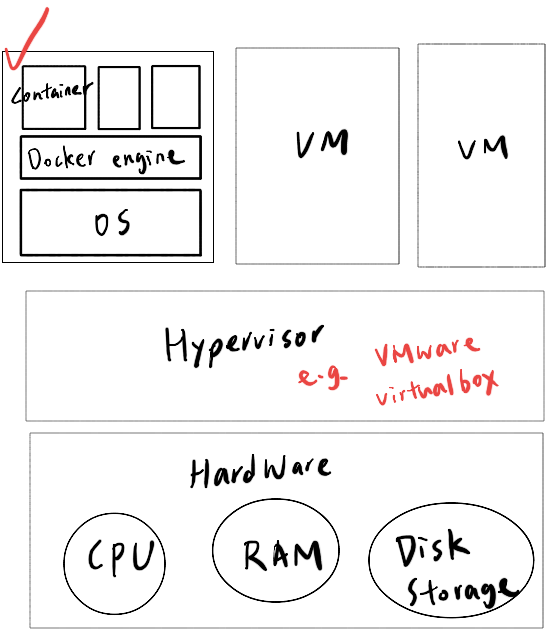 Container
Docker engine
OS
VM
VM
Hypervisor
e.g. VMware
virtualbox
HardWare
CPU
RAM
Disk
Storage